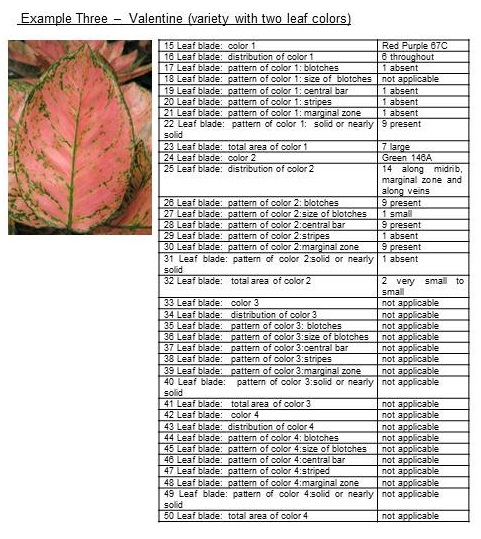 Example Three – Valentine (variety with two leaf colors)
15 Leaf blade: color 1 Red Purple 67C
16 Leaf blade: distribution of color 1 6 throughout
17 Leaf blade: pattern of color 1: blotches 1 absent
18 Leaf blade: pattern of color 1: size of blotches not applicable
19 Leaf blade: pattern of color 1: central bar 1 absent
20 Leaf blade: pattern of color 1: stripes 1 absent
21 Leaf blade: pattern of color 1: marginal zone 1 absent
22 Leaf blade: pattern of color 1: solid or nearly 9 present
solid
23 Leaf blade: total area of color 1 7 large
24 Leaf blade: color 2 Green 146A
25 Leaf blade: distribution of color 2 14 along midrib,
marginal zone and
along veins
26 Leaf blade: pattern of color 2: blotches 9 present
27 Leaf blade: pattern of color 2:size of blotches 1 small
28 Leaf blade: pattern of color 2:central bar 9 present
29 Leaf blade: pattern of color 2:stripes 1 absent
30 Leaf blade: pattern of color 2:marginal zone 9 present
31 Leaf blade: pattern of color 2:solid or nearly 1 absent
solid
32 Leaf blade: total area of color 2 2 very small to
small
33 Leaf blade: color 3 not applicable
34 Leaf blade: distribution of color 3 not applicable
35 Leaf blade: pattern of color 3: blotches not applicable
36 Leaf blade: pattern of color 3:size of blotches not applicable
37 Leaf blade: pattern of color 3:central bar not applicable
38 Leaf blade: pattern of color 3:stripes not applicable
39 Leaf blade: pattern of color 3:marginal zone not applicable
40 Leaf blade: pattern of color 3:solid or nearly not applicable
solid
41 Leaf blade: total area of color 3 not applicable
42 Leaf blade: color 4 not applicable
43 Leaf blade: distribution of color 4 not applicable
44 Leaf blade: pattern of color 4: blotches not applicable
45 Leaf blade: pattern of color 4:size of blotches not applicable
46 Leaf blade: pattern of color 4:central bar not applicable
47 Leaf blade: pattern of color 4:striped not applicable
48 Leaf blade: pattern of color 4:marginal zone not applicable
49 Leaf blade: pattern of color 4:solid or nearly not applicable
solid
50 Leaf blade: total area of color 4 not applicable